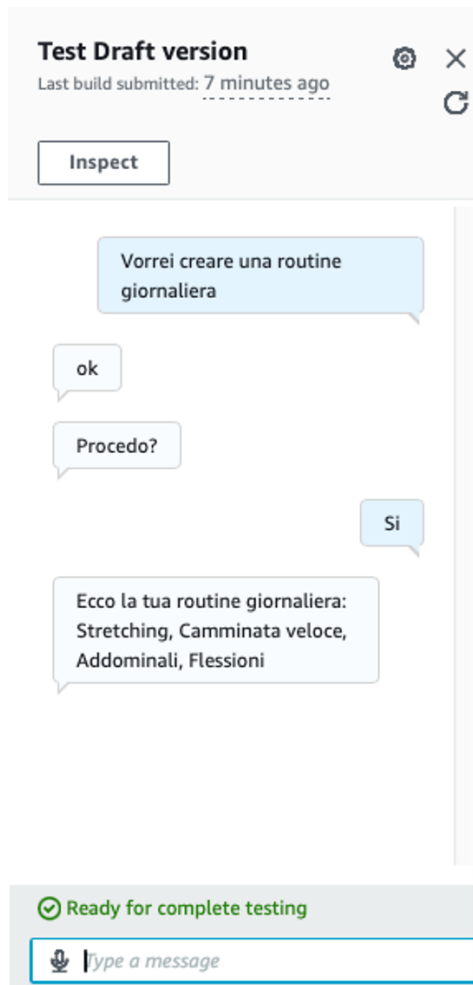 Test Draft version
Last build submitted: 7 minutes ago
Inspect
Vorrei creare una routine
giornaliera
ok
Procedo?
Si
Ecco la tua routine giornaliera:
Stretching, Camminata veloce,
Addominali, Flessioni
Ready for complete testing
Type a message